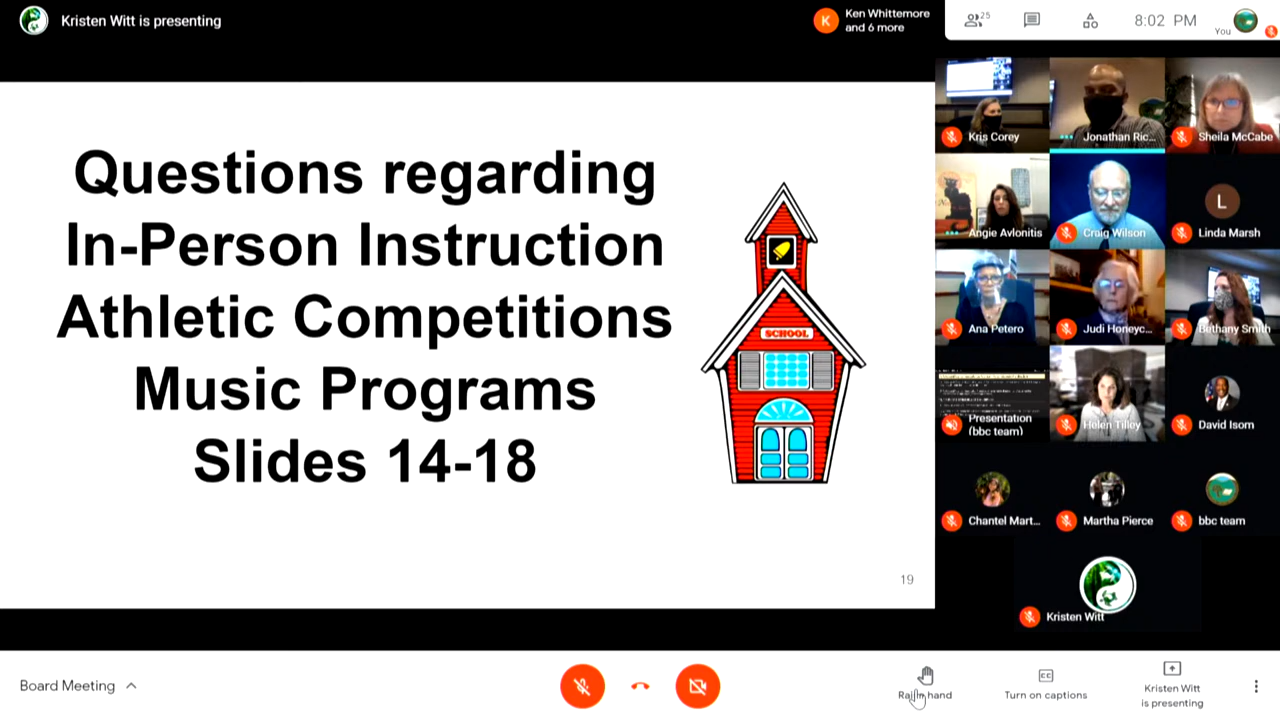 Kristen Witt is presenting
Ken Whittemore
and 6 more
25
8:02 PM
You
Questions regarding
In-Person Instruction
Athletic Competitions
Music Programs
Slides 14-18
SCHOOL
19
Kris Corey
Jonathan Ric...
Sheila McCabe
Angie Avlonitis
Craig Wilson
L
Linda Marsh
Ana Petero
Judi Honeyc...
Bethany Smith
Presentation
(bbc team)
Helen Tilley
David Isom
Chantel Mart...
Martha Pierce
bbc team
Kristen Witt
Board Meeting
hand
CC
Turn on captions
Kristen Witt
is presenting
K